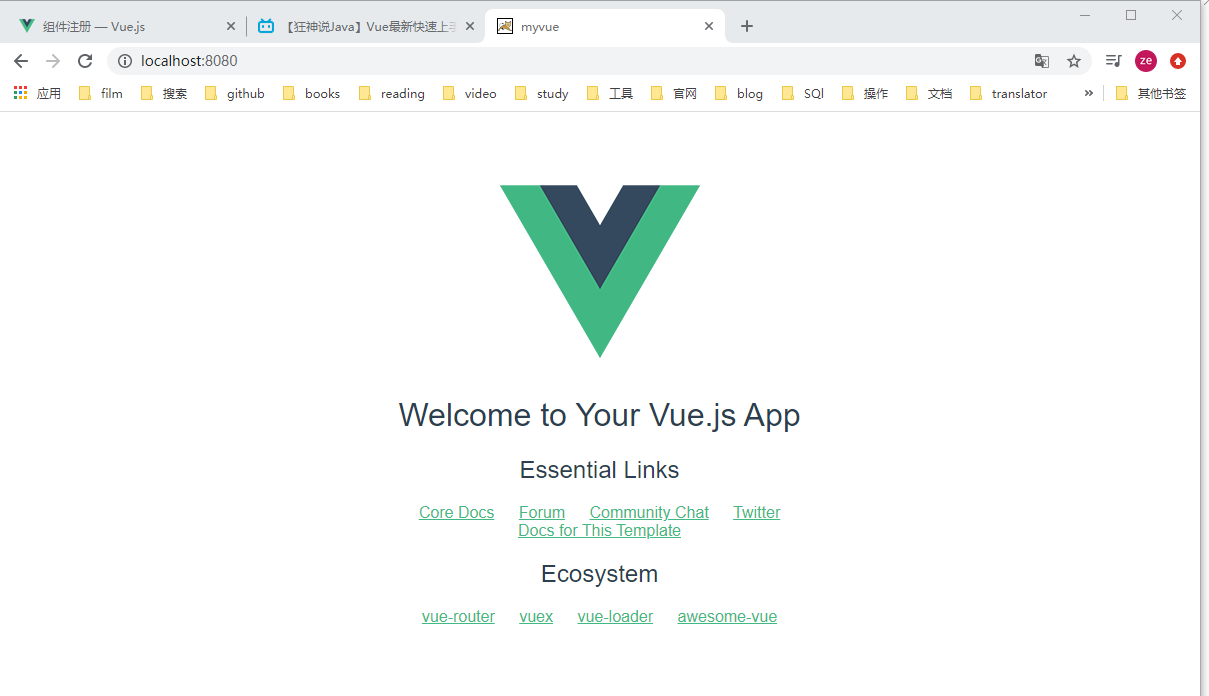 组件注册 — Vue.js
【狂神说Java】Vue最新快速上手
myvue
localhost:8080
ze
应用 film 搜索 github books reading video study 工具 官网 blog SQl 操作 文档 translator » 其他书签
Welcome to Your Vue.js App
Essential Links
Core Docs Forum Community Chat Twitter
Docs for This Template
Ecosystem
vue-router vuex vue-loader awesome-vue